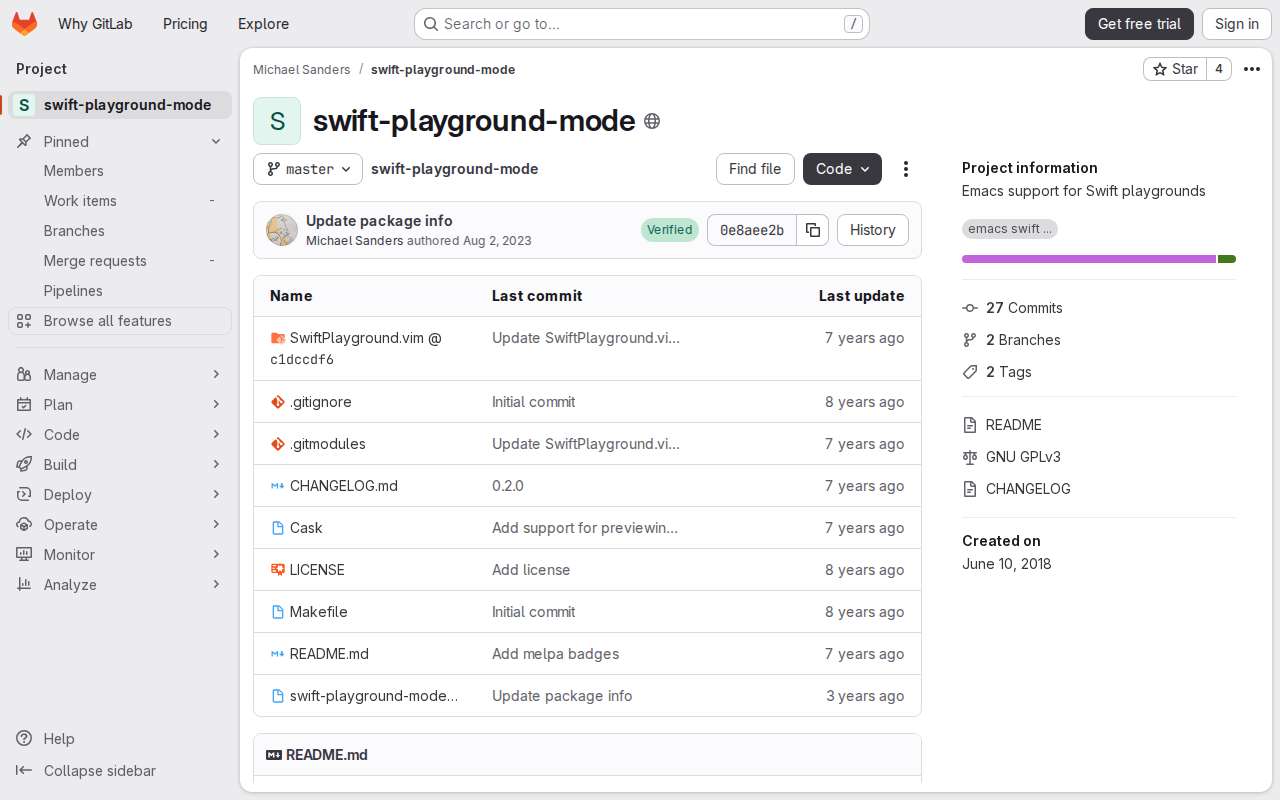 Why GitLab
Pricing
Explore
Search or go to...
/
Get free trial
Sign in
Project
S
swift-playground-mode
Pinned
Members
Work items -
Branches
Merge requests -
Pipelines
Browse all features
Manage
Plan
Code
Build
Deploy
Operate
Monitor
Analyze
Help
Collapse sidebar
Michael Sanders / swift-playground-mode
Star 4
S
swift-playground-mode
master
swift-playground-mode
Find file
Code
Update package info
Michael Sanders authored Aug 2, 2023
Verified
0e8aee2b
History
Name Last commit Last update
SwiftPlayground.vim @ Update SwiftPlayground.vi... 7 years ago
c1dccdf6
.gitignore Initial commit 8 years ago
.gitmodules Update SwiftPlayground.vi... 7 years ago
CHANGELOG.md 0.2.0 7 years ago
Cask Add support for previewin... 7 years ago
LICENSE Add license 8 years ago
Makefile Initial commit 8 years ago
README.md Add melpa badges 7 years ago
swift-playground-mode... Update package info 3 years ago
README.md
Project information
Emacs support for Swift playgrounds
emacs swift ...
27 Commits
2 Branches
2 Tags
README
GNU GPLv3
CHANGELOG
Created on
June 10, 2018